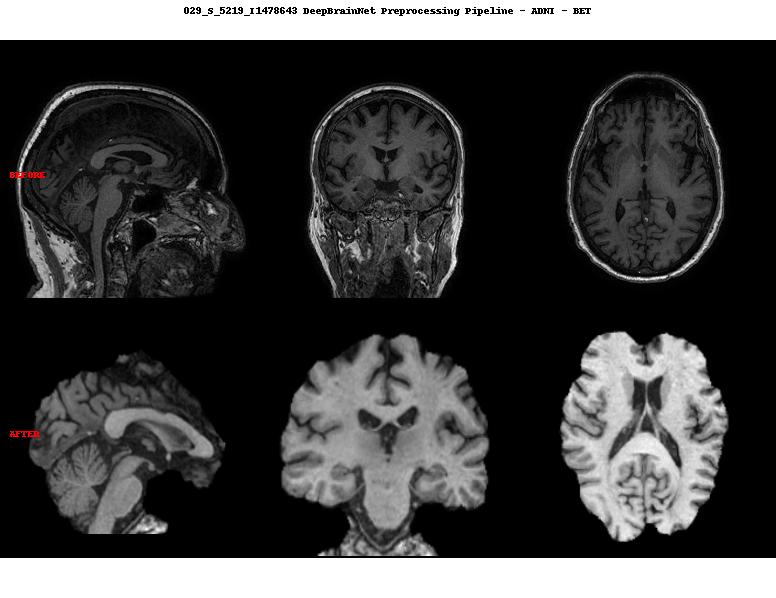 029_S_5219_I1478643 DeepBrainNet Preprocessing Pipeline - ADNI - BET
BEFORE
AFTER